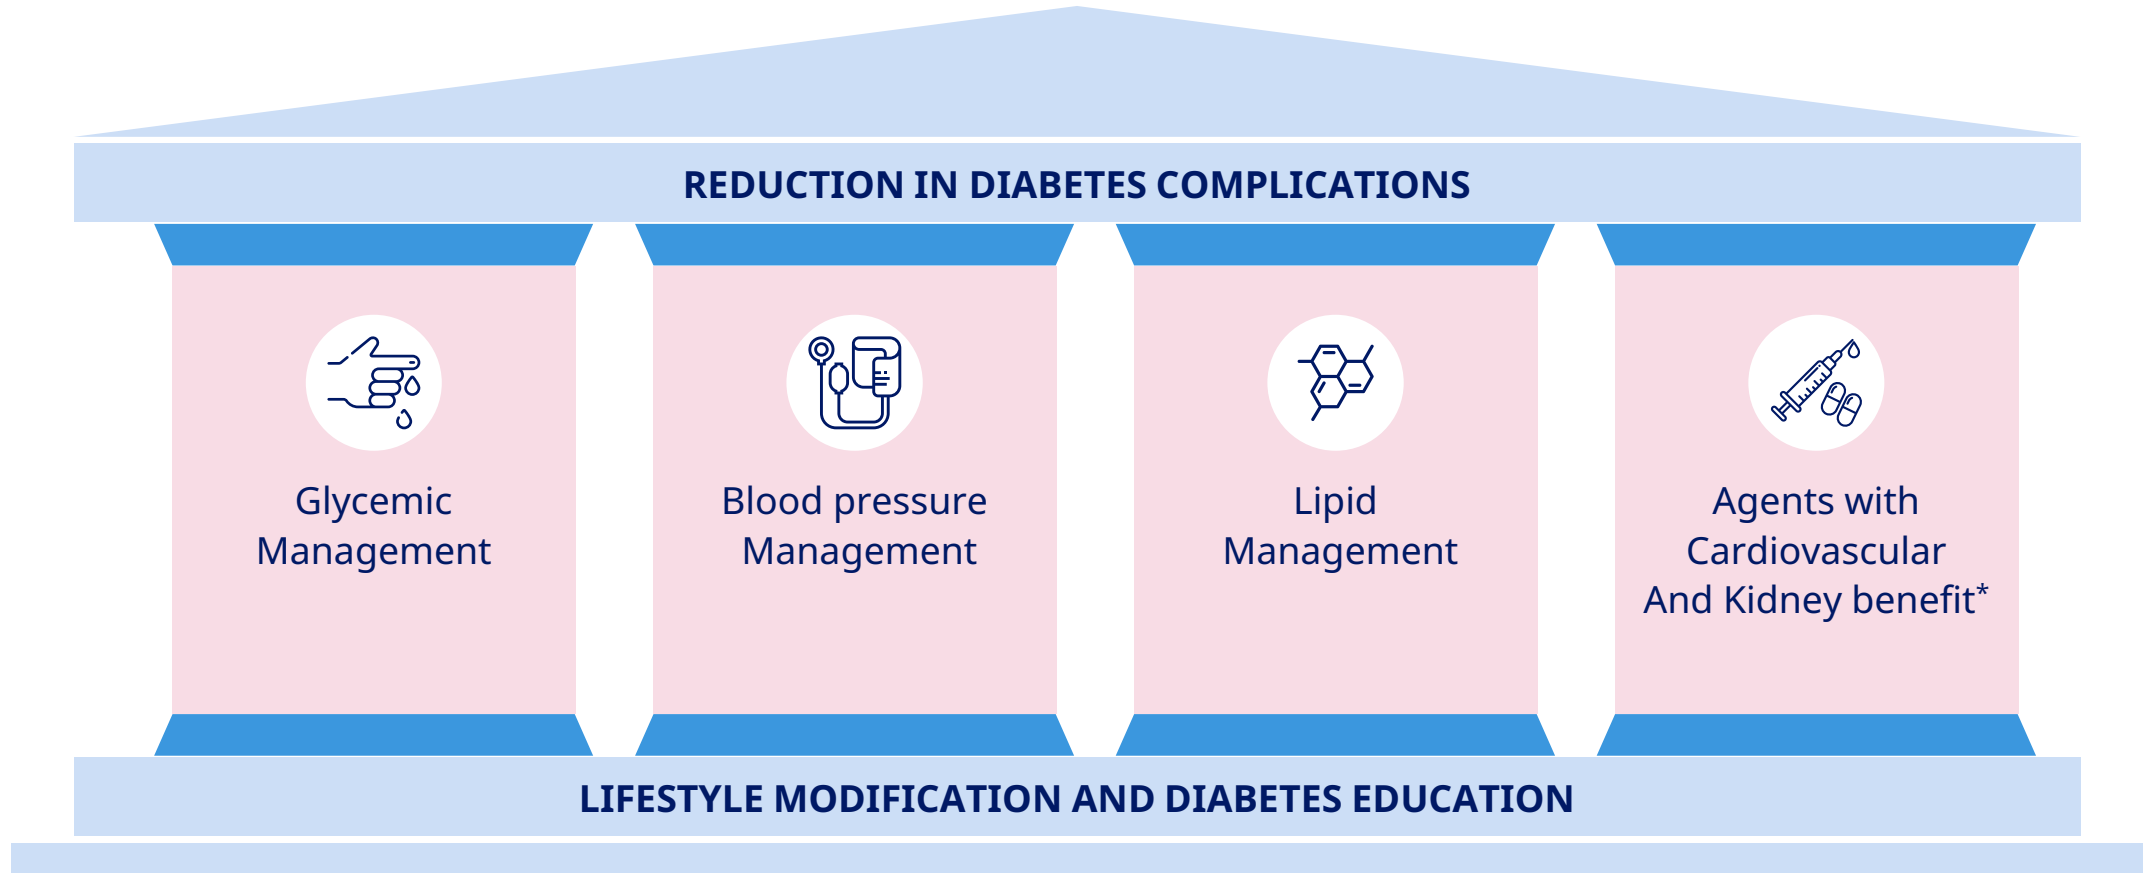 REDUCTION IN DIABETES COMPLICATIONS
Glycemic
Management
Blood pressure
Management
Lipid
Management
Agents with
Cardiovascular
And Kidney benefit*
LIFESTYLE MODIFICATION AND DIABETES EDUCATION